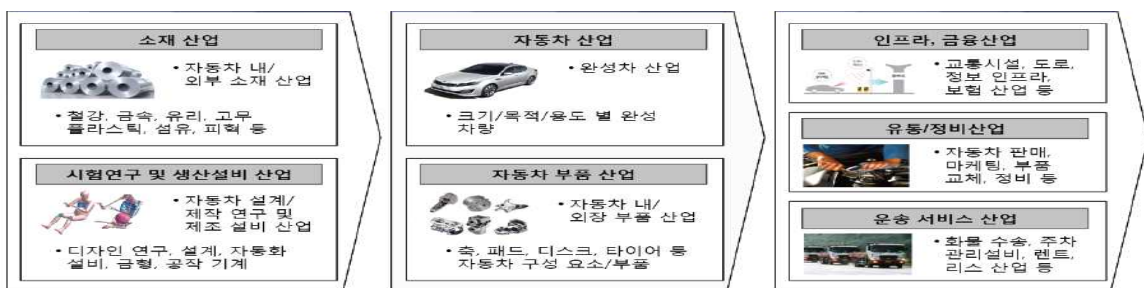 소재 산업
• 자동차 내/
외부 소재 산업
• 철강, 금속, 유리, 고무
플라스틱, 섬유, 피혁 등
시험연구 및 생산설비 산업
• 자동차 설계/
제작 연구 및
제조 설비 산업
• 디자인 연구, 설계, 자동화
설비, 금형, 공작 기계
자동차 산업
• 완성차 산업
• 크기/목적/용도 별 완성
차량
자동차 부품 산업
• 자동차 내/
외장 부품 산업
• 축, 패드, 디스크, 타이어 등
자동차 구성 요소/부품
인프라, 금융산업
• 교통시설, 도로,
정보 인프라,
보험 산업 등
유통/정비산업
• 자동차 판매,
마케팅, 부품
교체, 정비 등
운송 서비스 산업
• 화물 수송, 주차
관리설비, 렌트,
리스 산업 등